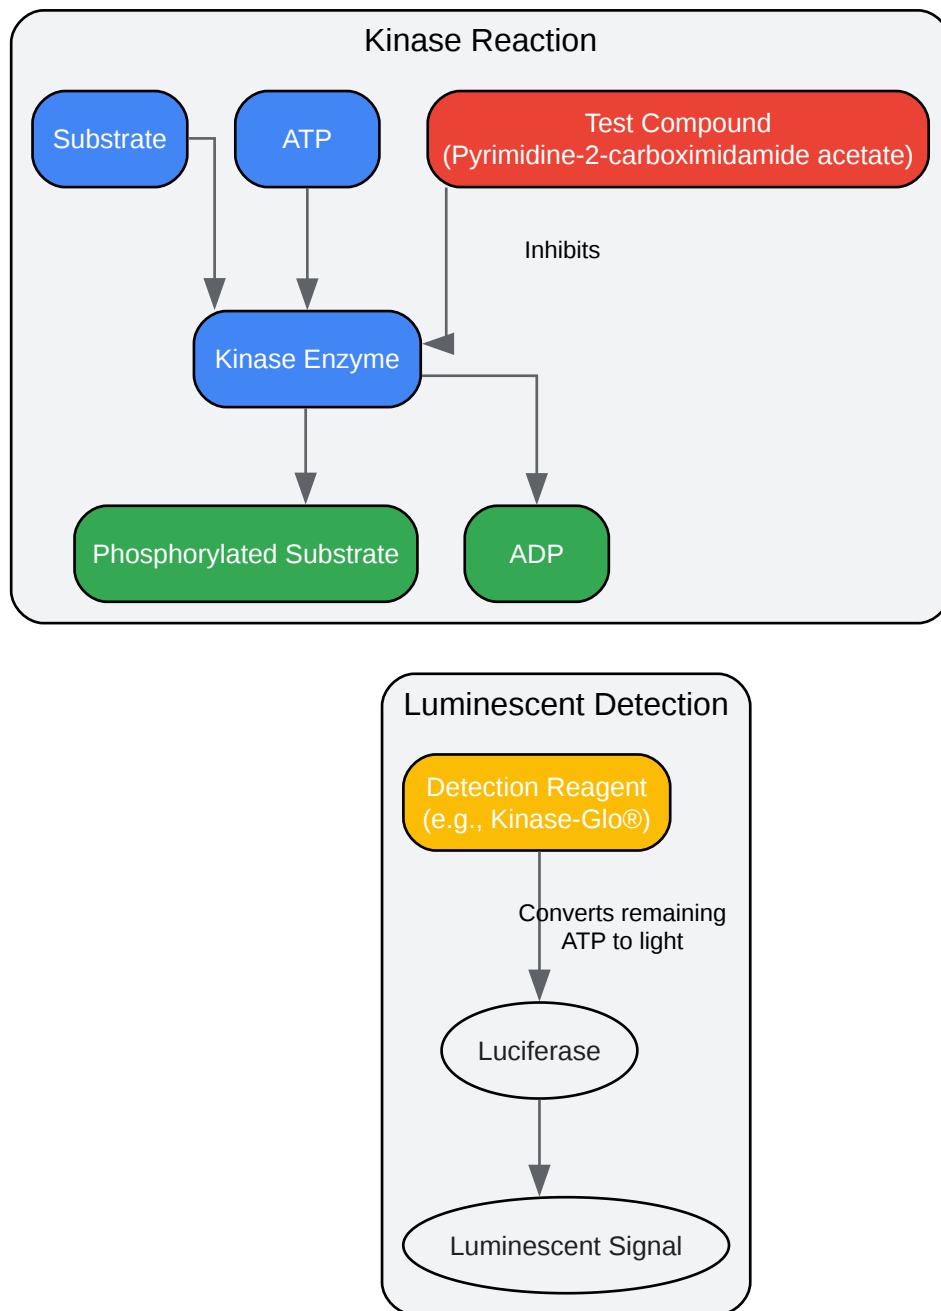 Kinase Reaction
Substrate
ATP
Test Compound
(Pyrimidine-2-carboximidamide acetate)
Inhibits
Kinase Enzyme
Phosphorylated Substrate
ADP
Luminescent Detection
Detection Reagent
(e.g., Kinase-Glo®)
Converts remaining
ATP to light
Luciferase
Luminescent Signal